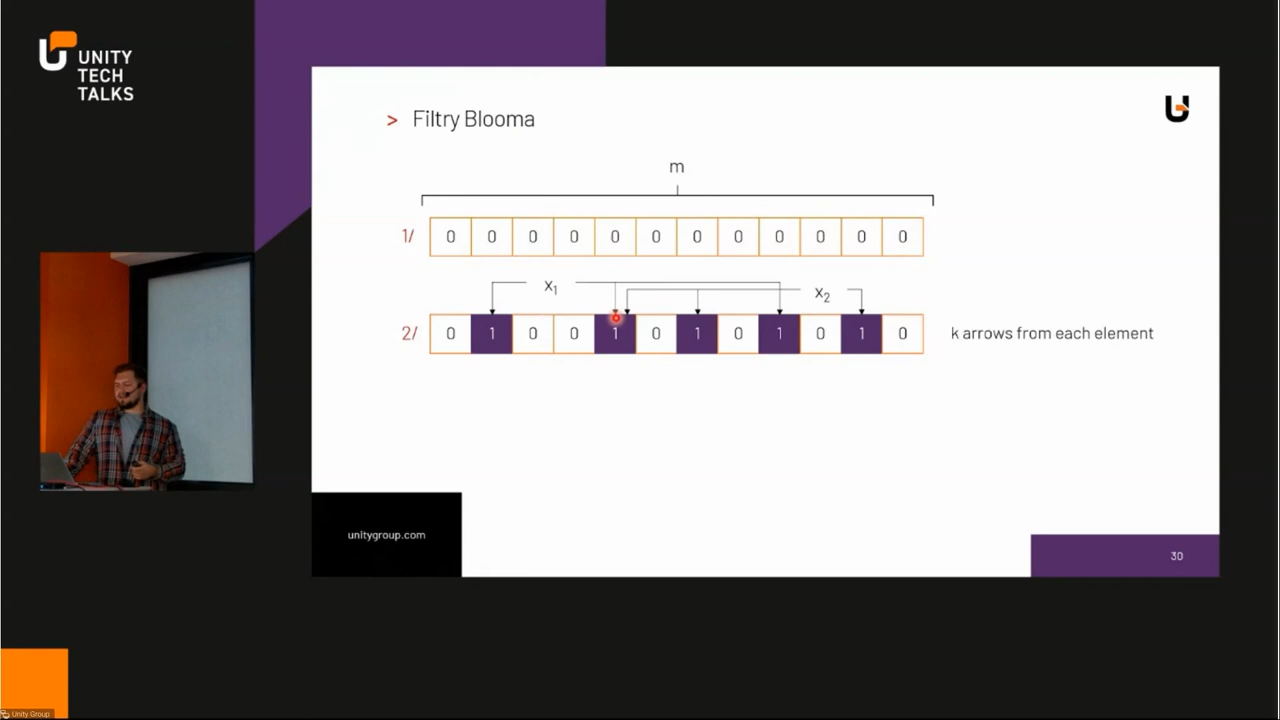 UNITY
TECH
TALKS
> Filtry Blooma
m
1/ 0 0 0 0 0 0 0 0 0 0 0 0
x1 x2
2/ 0 1 0 0 1 0 1 0 1 0 1 0 k arrows from each element
unitygroup.com
30
Unity Group